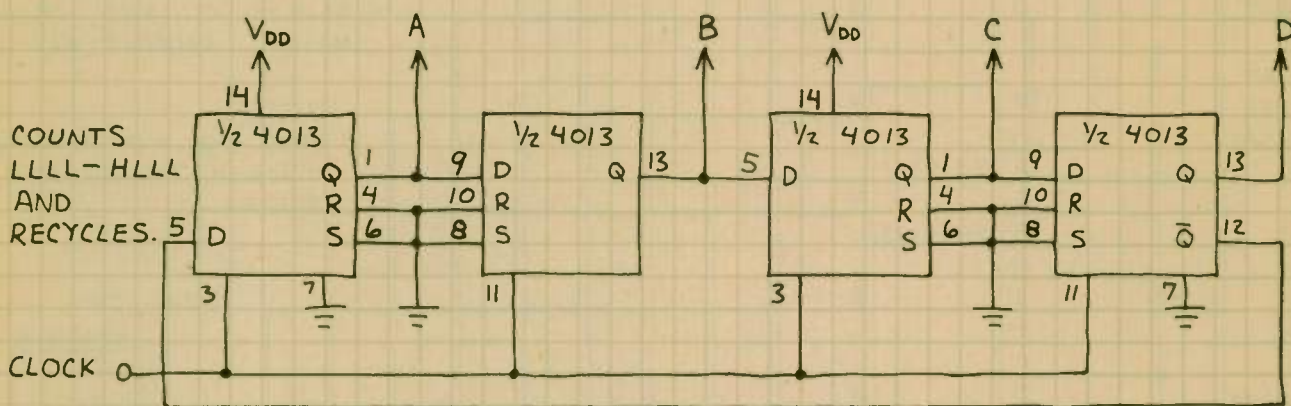 V_DD A B V_DD C D
14 14
½ 4013 ½ 4013 ½ 4013 ½ 4013
COUNTS
LLLL-HLLL
AND
RECYCLES.
5 D Q 1 9 D Q 13 5 D Q 1 9 D Q 13
R 4 10 R R 4 10 R
S 6 8 S S 6 8 S Q̅ 12
3 7 11 3 11 7
CLOCK